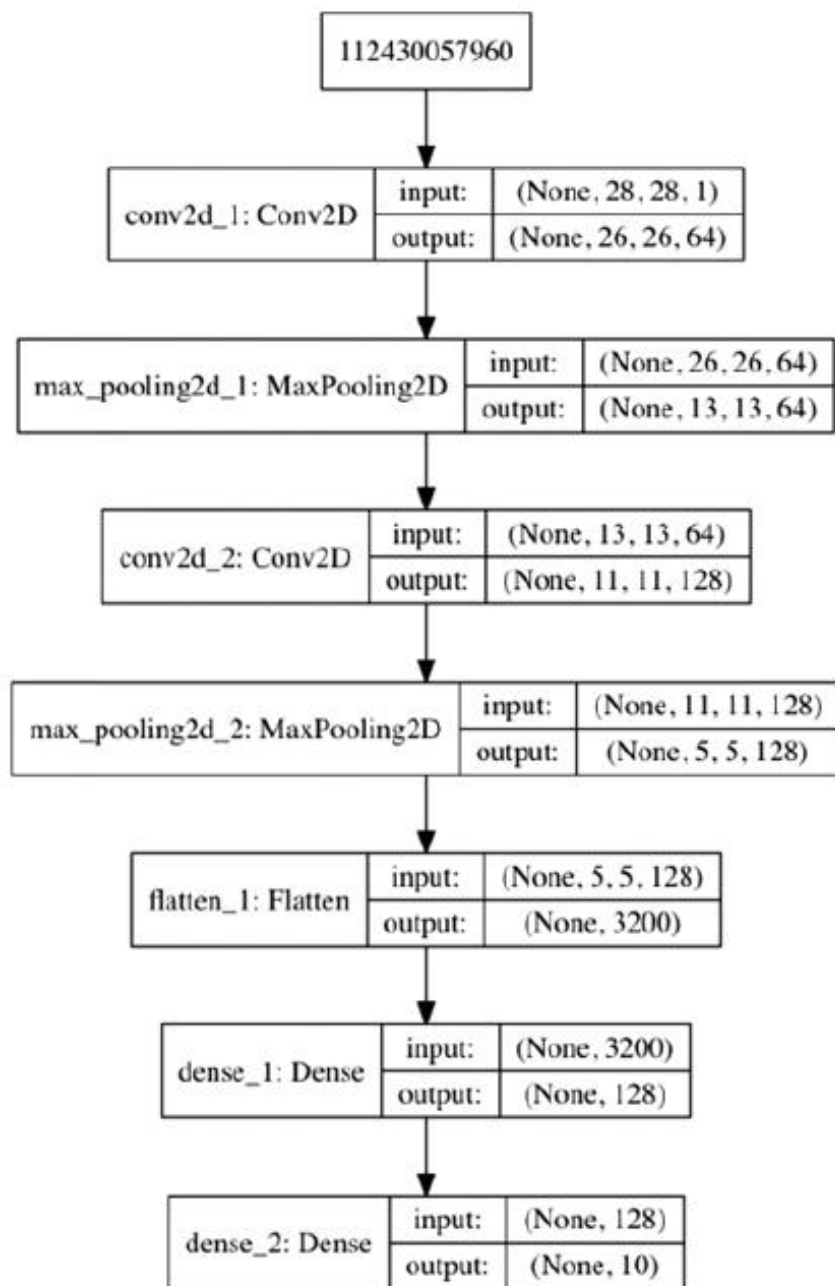 112430057960
conv2d_1: Conv2D
input: (None, 28, 28, 1)
output: (None, 26, 26, 64)
max_pooling2d_1: MaxPooling2D
input: (None, 26, 26, 64)
output: (None, 13, 13, 64)
conv2d_2: Conv2D
input: (None, 13, 13, 64)
output: (None, 11, 11, 128)
max_pooling2d_2: MaxPooling2D
input: (None, 11, 11, 128)
output: (None, 5, 5, 128)
flatten_1: Flatten
input: (None, 5, 5, 128)
output: (None, 3200)
dense_1: Dense
input: (None, 3200)
output: (None, 128)
dense_2: Dense
input: (None, 128)
output: (None, 10)